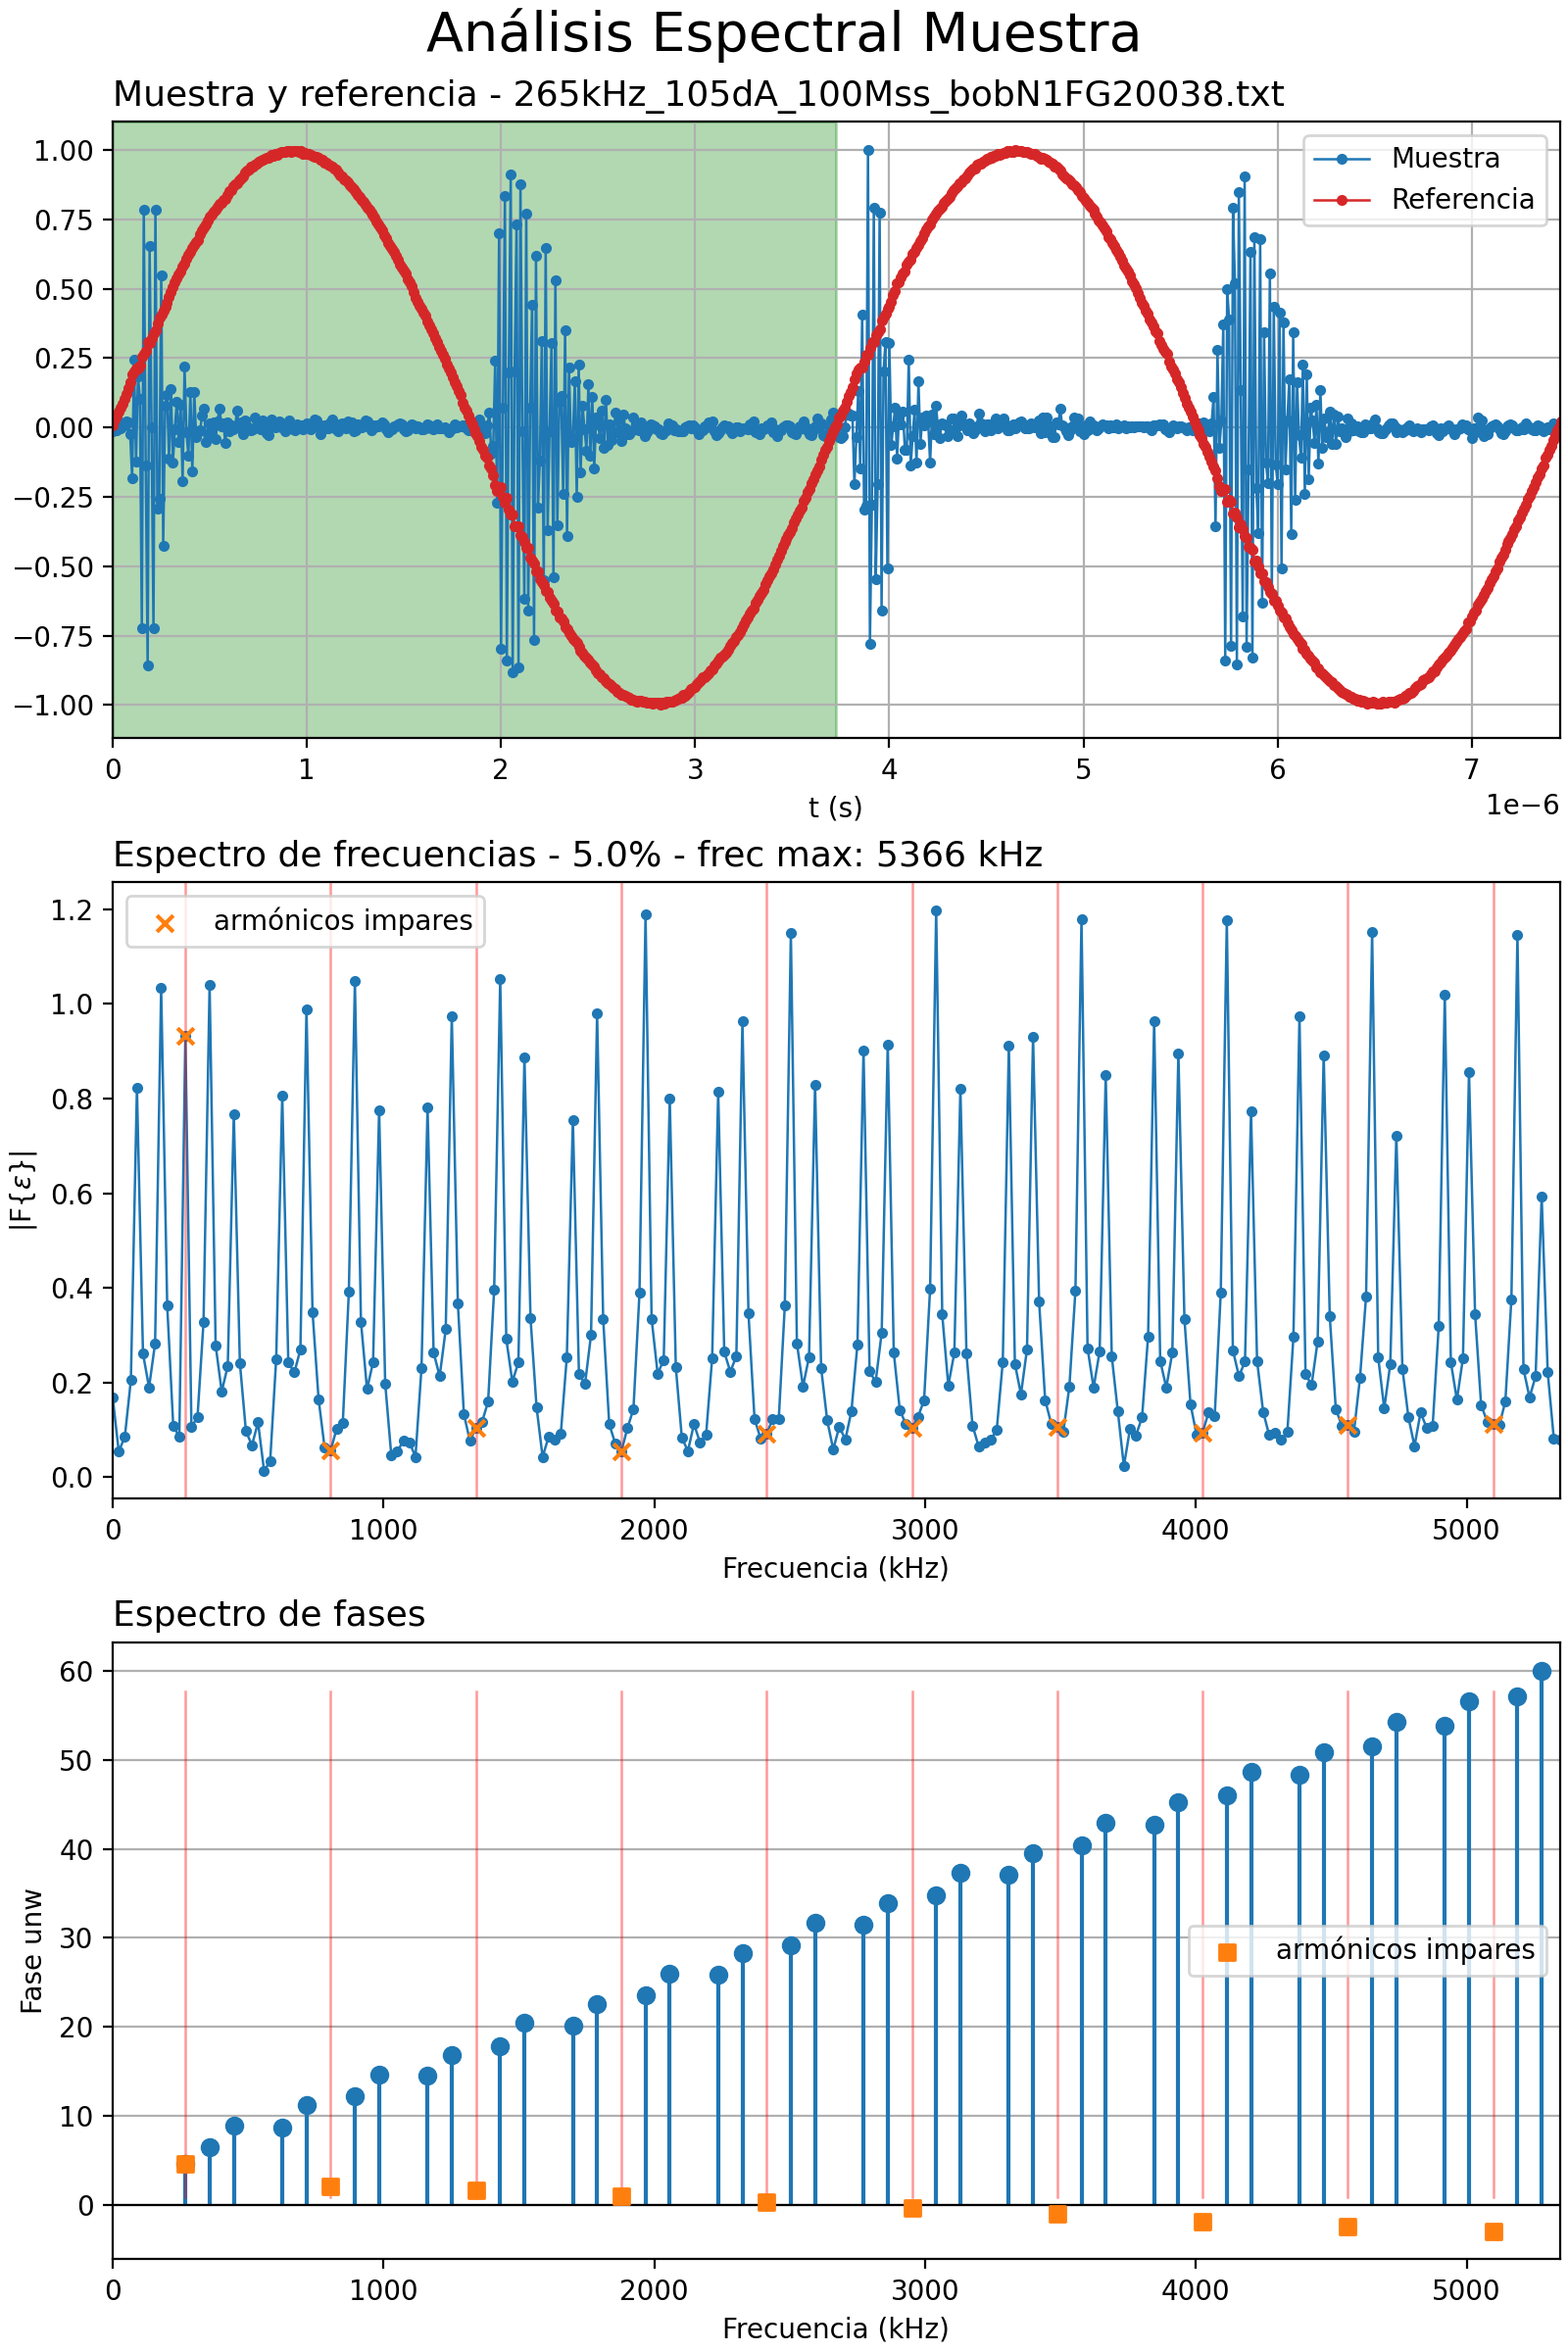 Análisis Espectral Muestra
Muestra y referencia - 265kHz_105dA_100Mss_bobN1FG20038.txt
1.00
0.75
0.50
0.25
0.00
−0.25
−0.50
−0.75
−1.00
Muestra
Referencia
0 1 2 3 4 5 6 7
t (s)
1e−6
Espectro de frecuencias - 5.0% - frec max: 5366 kHz
|F{ε}|
1.2
1.0
0.8
0.6
0.4
0.2
0.0
armónicos impares
0 1000 2000 3000 4000 5000
Frecuencia (kHz)
Espectro de fases
Fase unw
60
50
40
30
20
10
0
armónicos impares
0 1000 2000 3000 4000 5000
Frecuencia (kHz)